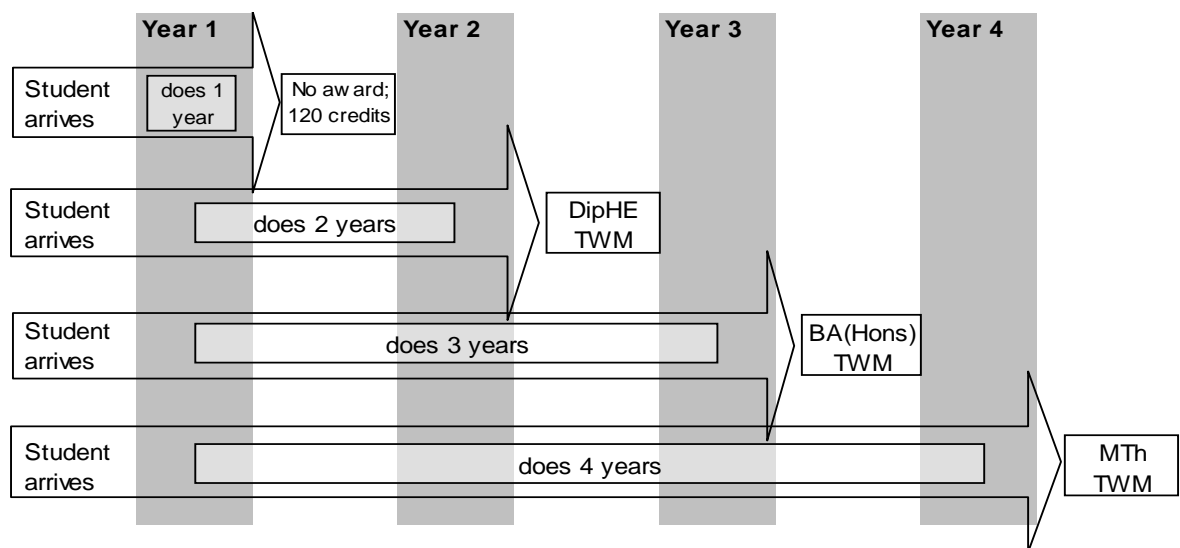 Year 1
Year 2
Year 3
Year 4
Student
arrives
does 1
year
No award;
120 credits
Student
arrives
does 2 years
DipHE
TWM
Student
arrives
does 3 years
BA(Hons)
TWM
Student
arrives
does 4 years
MTh
TWM